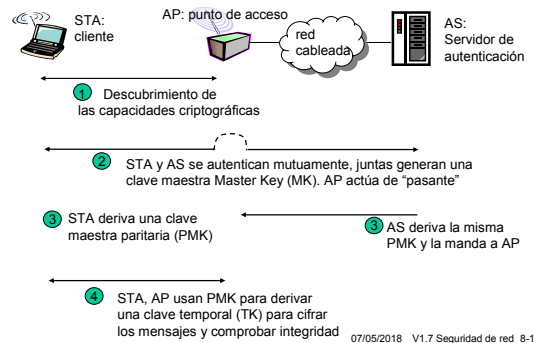 STA:
cliente
AP: punto de acceso
red
cableada
AS:
Servidor de
autenticación
1 Descubrimiento de
las capacidades criptográficas
2 STA y AS se autentican mutuamente, juntas generan una
clave maestra Master Key (MK). AP actúa de “pasante”
3 STA deriva una clave
maestra paritaria (PMK)
3 AS deriva la misma
PMK y la manda a AP
4 STA, AP usan PMK para derivar
una clave temporal (TK) para cifrar
los mensajes y comprobar integridad
07/05/2018 V1.7 Seguridad de red 8-1